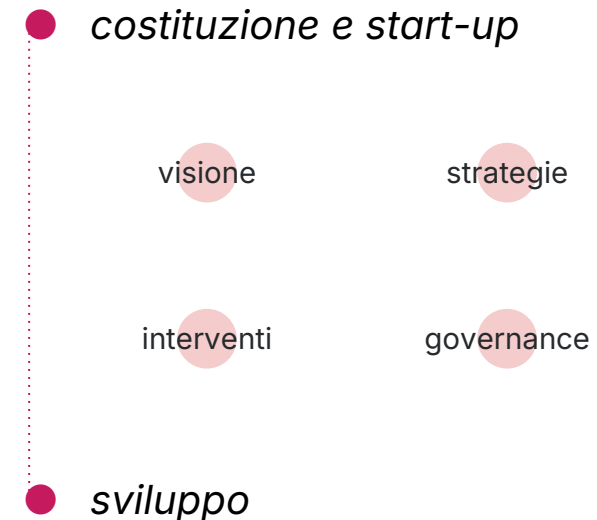 costituzione e start-up
visione strategie
interventi governance
sviluppo